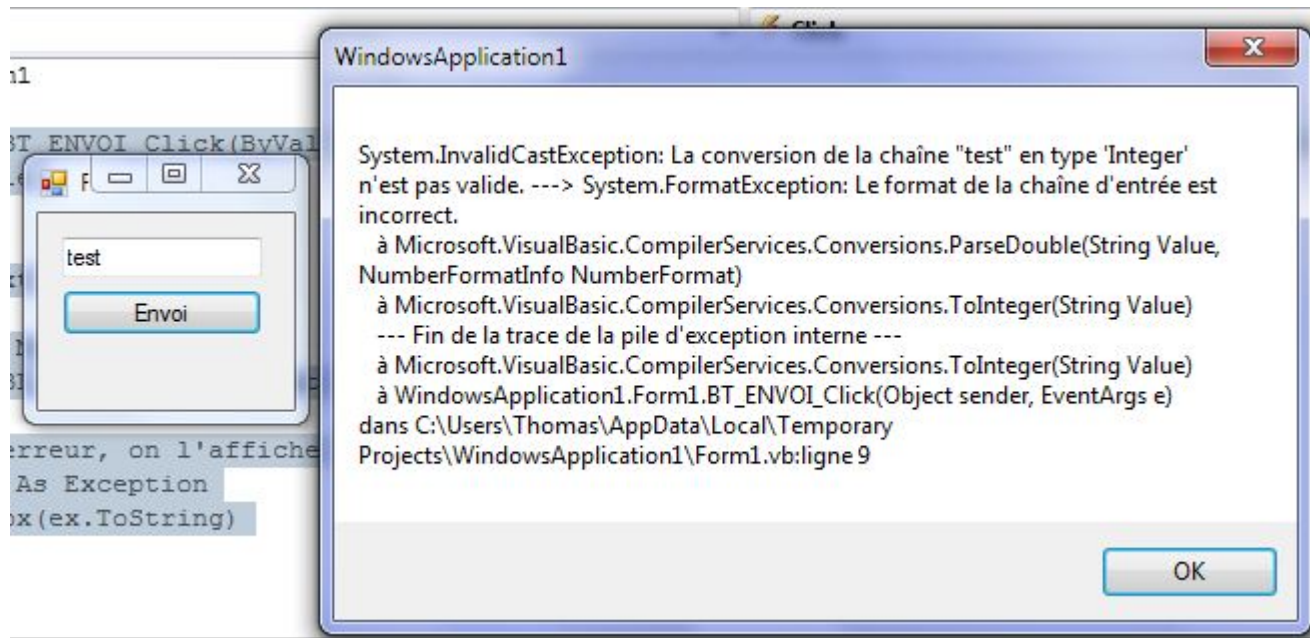 Click
WindowsApplication1
n1
BT_ENVOI_Click(ByVal
System.InvalidCastException: La conversion de la chaîne "test" en type 'Integer'
n'est pas valide. ---> System.FormatException: Le format de la chaîne d'entrée est
incorrect.
à Microsoft.VisualBasic.CompilerServices.Conversions.ParseDouble(String Value,
NumberFormatInfo NumberFormat)
à Microsoft.VisualBasic.CompilerServices.Conversions.ToInteger(String Value)
--- Fin de la trace de la pile d'exception interne ---
à Microsoft.VisualBasic.CompilerServices.Conversions.ToInteger(String Value)
à WindowsApplication1.Form1.BT_ENVOI_Click(Object sender, EventArgs e)
dans C:\Users\Thomas\AppData\Local\Temporary
Projects\WindowsApplication1\Form1.vb:ligne 9
OK
F
test
Envoi
erreur, on l'affiche
As Exception
ox(ex.ToString)